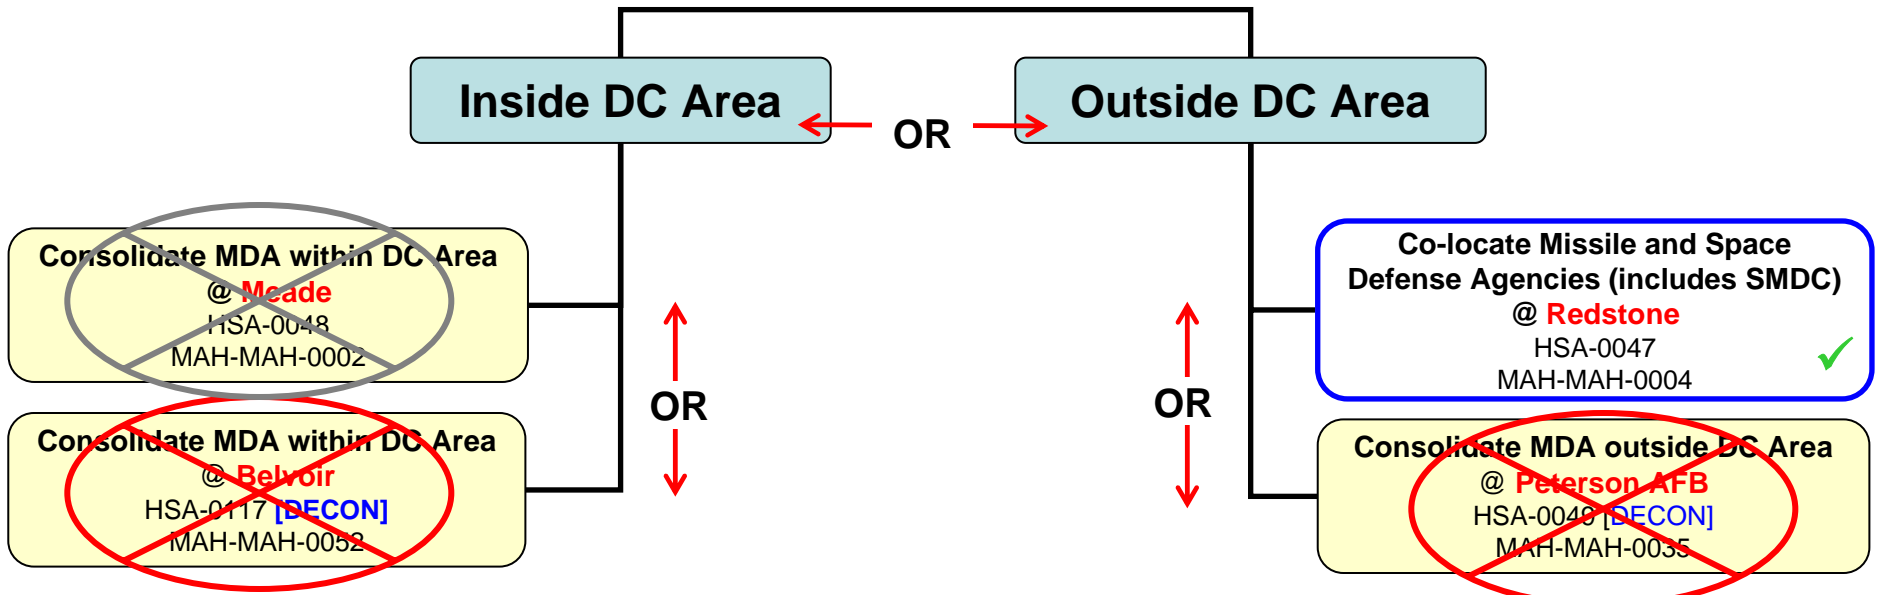 Inside DC Area
OR
Outside DC Area
Consolidate MDA within DC Area
@ Meade
HSA-0048
MAH-MAH-0002
OR
Consolidate MDA within DC Area
@ Belvoir
HSA-0117 [DECON]
MAH-MAH-0052
Co-locate Missile and Space
Defense Agencies (includes SMDC)
@ Redstone
HSA-0047
MAH-MAH-0004
OR
Consolidate MDA outside DC Area
@ Peterson AFB
HSA-0049 [DECON]
MAH-MAH-0035